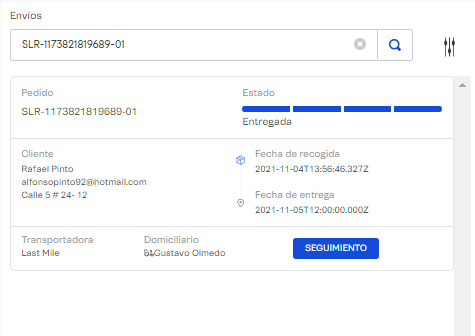 Envíos
SLR-1173821819689-01
Pedido
SLR-1173821819689-01
Estado
Entregada
Cliente
Rafael Pinto
alfonsopinto92@hotmail.com
Calle 5 # 24- 12
Fecha de recogida
2021-11-04T13:56:46.327Z
Fecha de entrega
2021-11-05T12:00:00.000Z
Transportadora
Last Mile
Domiciliario
Gustavo Olmedo
SEGUIMIENTO